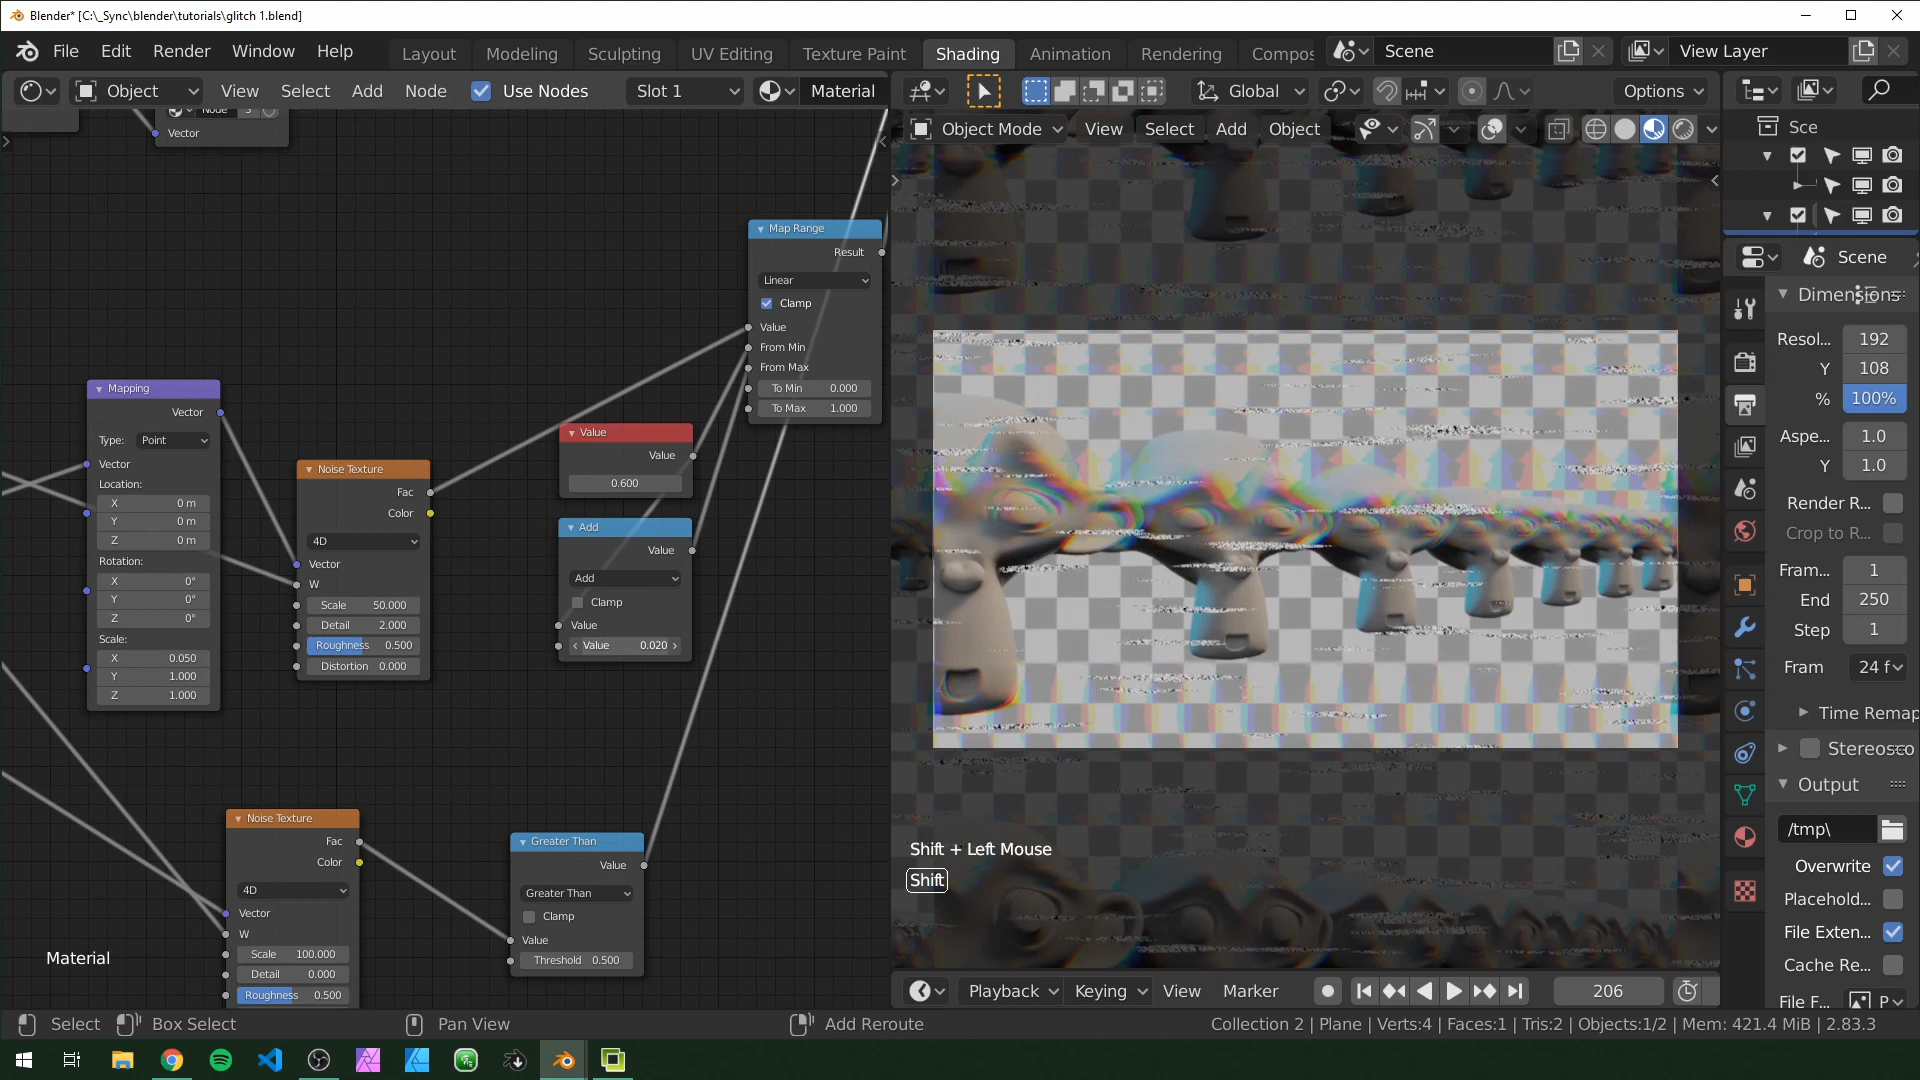 Blender* [C:\_Sync\blender\tutorials\glitch 1.blend]
File Edit Render Window Help
Layout Modeling Sculpting UV Editing Texture Paint Shading Animation Rendering Compos
Scene
View Layer
Object View Select Add Node Use Nodes Slot 1 Material
Global Options
Object Mode View Select Add Object
Node
3
Vector
Map Range
Result
Linear
Clamp
Value
From Min
From Max
To Min 0.000
To Max 1.000
Mapping
Vector
Type: Point
Vector
Location:
X 0 m
Y 0 m
Z 0 m
Rotation:
X 0°
Y 0°
Z 0°
Scale:
X 0.050
Y 1.000
Z 1.000
Noise Texture
Fac
Color
4D
Vector
W
Scale 50.000
Detail 2.000
Roughness 0.500
Distortion 0.000
Value
Value
0.600
Add
Value
Add
Clamp
Value
Value 0.020
Noise Texture
Fac
Color
4D
Vector
W
Scale 100.000
Detail 0.000
Roughness 0.500
Greater Than
Value
Greater Than
Clamp
Value
Threshold 0.500
Material
Shift + Left Mouse
Shift
Playback Keying View Marker 206
Sce
Scene
Dimensions
Resol... 192
Y 108
% 100%
Aspe... 1.0
Y 1.0
Render R...
Crop to R...
Fram... 1
End 250
Step 1
Fram 24 f
Time Remap
Stereosco
Output
/tmp\
Overwrite
Placehold...
File Exten...
Cache Re...
File F... P
Select Box Select Pan View Add Reroute
Collection 2 | Plane | Verts:4 | Faces:1 | Tris:2 | Objects:1/2 | Mem: 421.4 MiB | 2.83.3